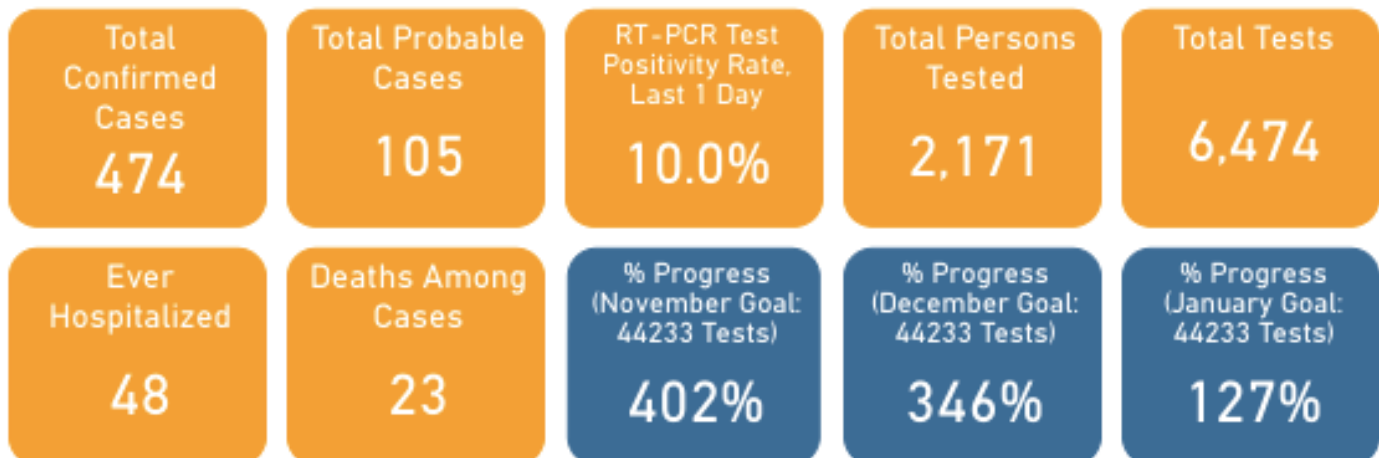 Total
Confirmed
Cases
474
Total Probable
Cases
105
RT-PCR Test
Positivity Rate,
Last 1 Day
10.0%
Total Persons
Tested
2,171
Total Tests
6,474
Ever
Hospitalized
48
Deaths Among
Cases
23
% Progress
(November Goal:
44233 Tests)
402%
% Progress
(December Goal:
44233 Tests)
346%
% Progress
(January Goal:
44233 Tests)
127%